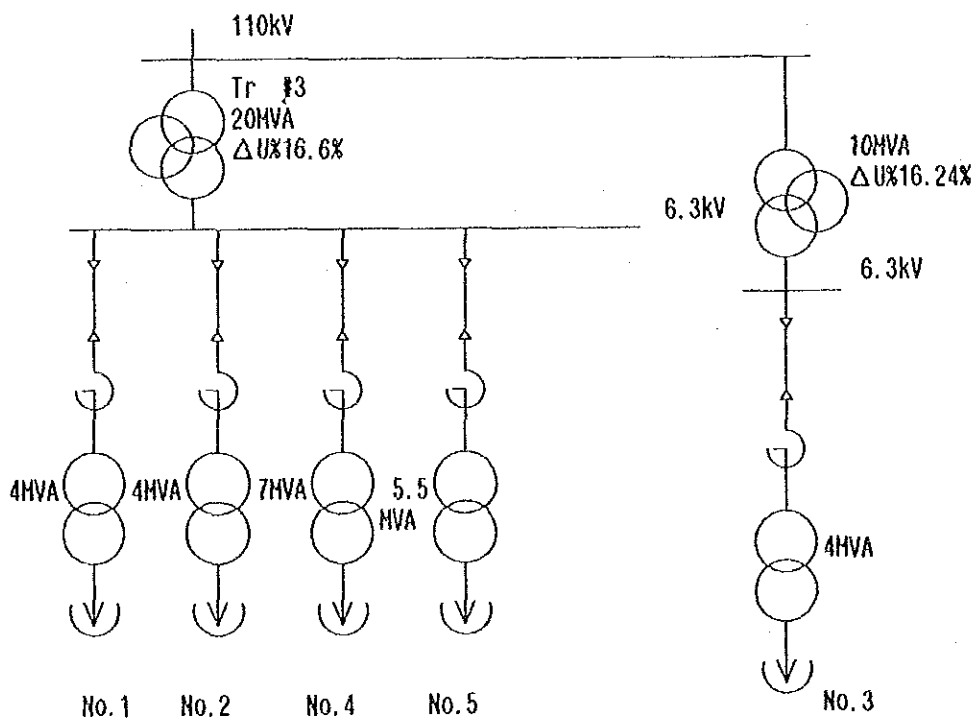 110kV
Tr #3
20MVA
ΔU%16.6%
10MVA
ΔU%16.24%
6.3kV
6.3kV
4MVA
4MVA
7MVA
5.5
MVA
4MVA
No.1
No.2
No.4
No.5
No.3